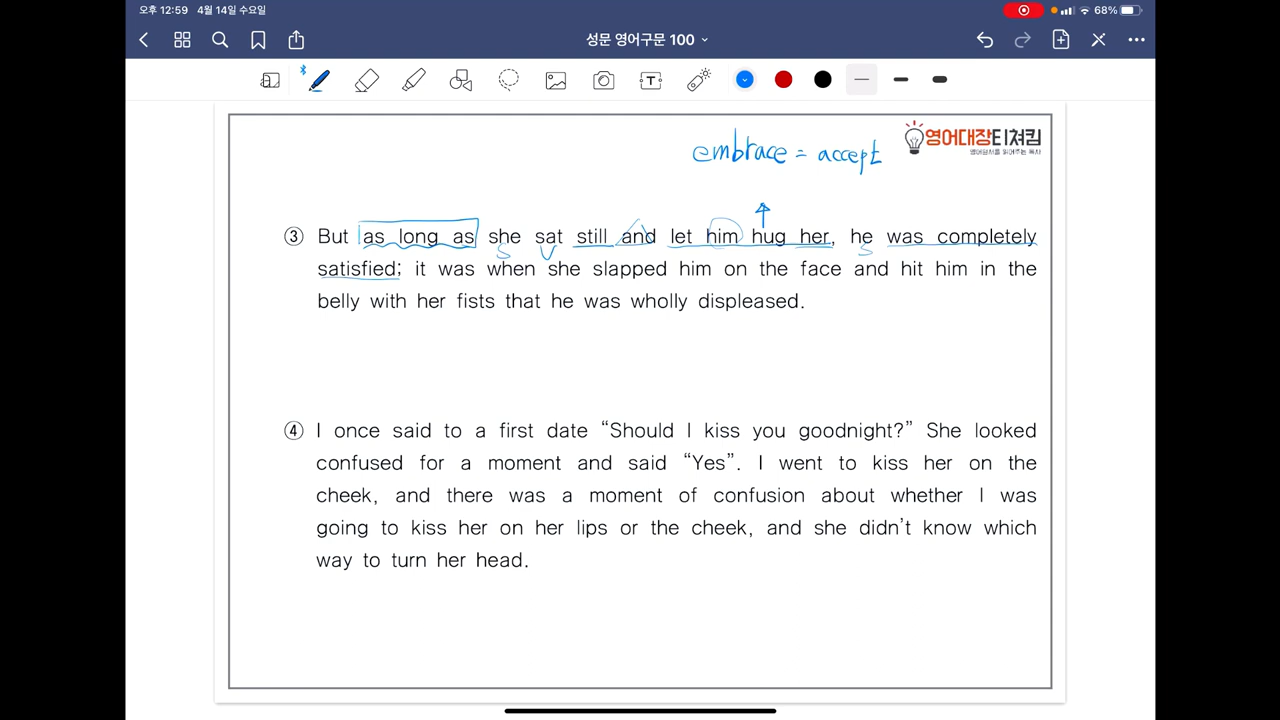 오후 12:59 4월 14일 수요일
68%
성문 영어구문 100
embrace = accept
영어대장티쳐킴
③ But as long as she sat still and let him hug her, he was completely
S V S
satisfied; it was when she slapped him on the face and hit him in the
belly with her fists that he was wholly displeased.
④ I once said to a first date “Should I kiss you goodnight?” She looked
confused for a moment and said “Yes”. I went to kiss her on the
cheek, and there was a moment of confusion about whether I was
going to kiss her on her lips or the cheek, and she didn’t know which
way to turn her head.